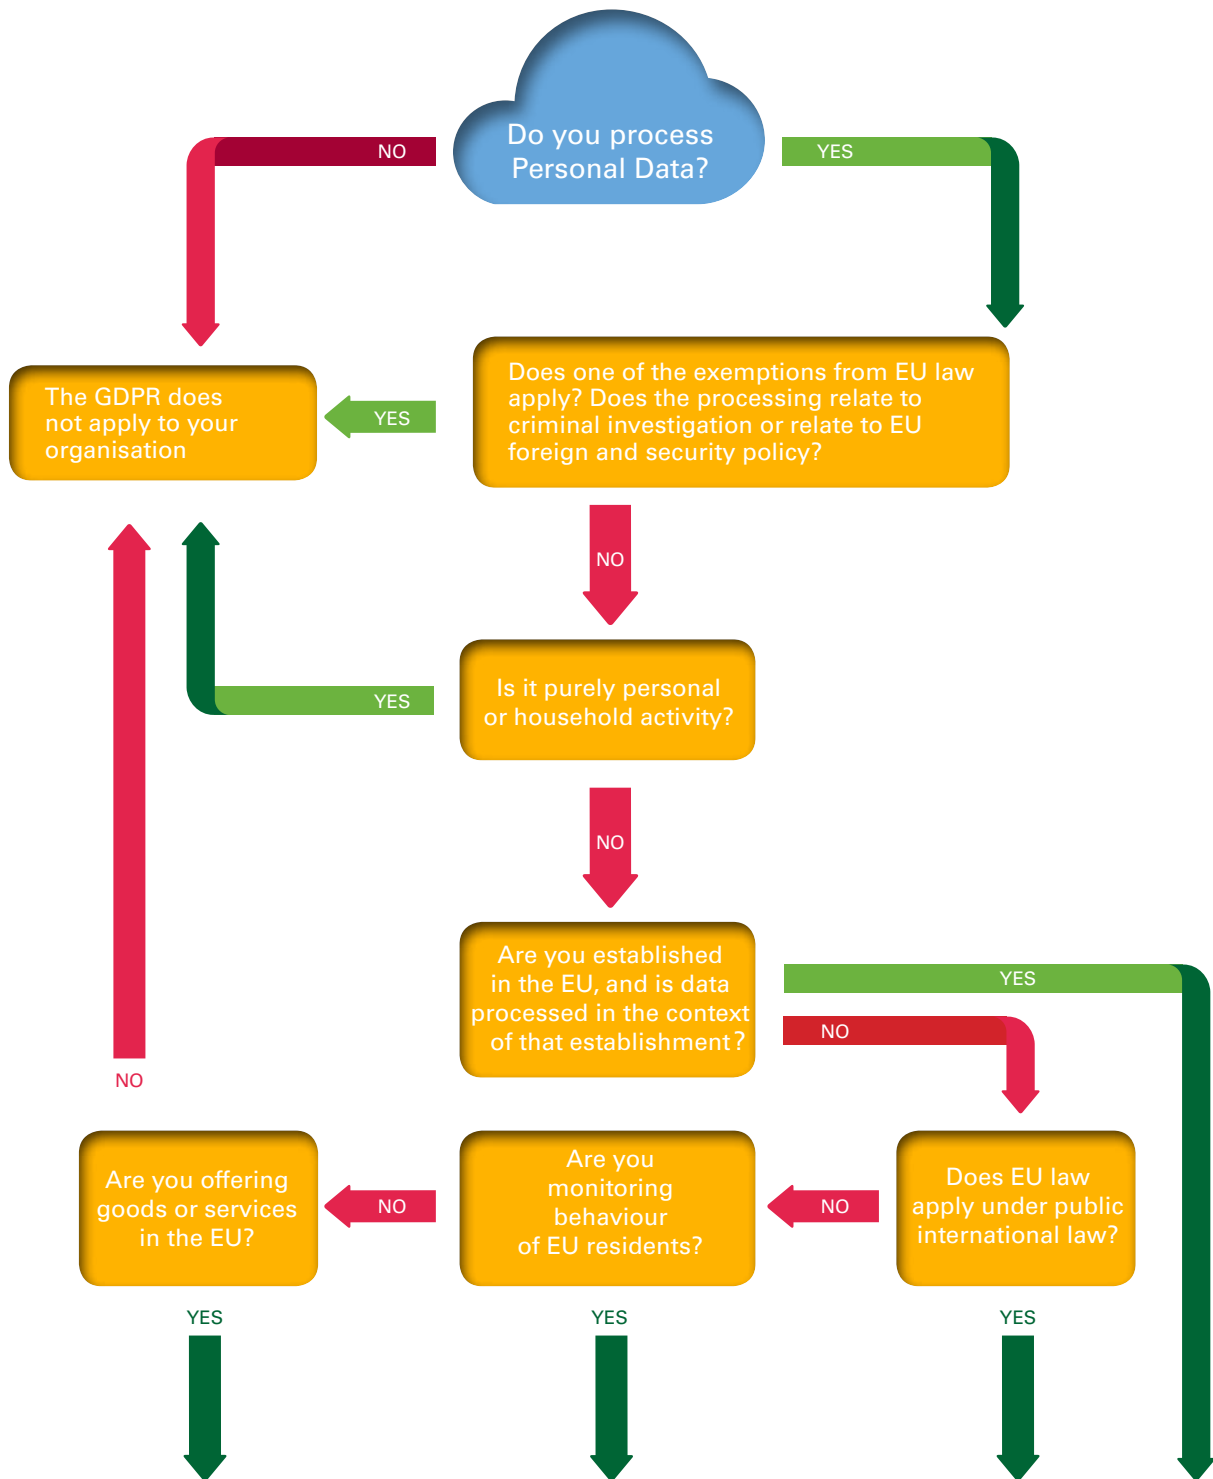 Do you process
Personal Data?
NO
YES
The GDPR does
not apply to your
organisation
YES
Does one of the exemptions from EU law
apply? Does the processing relate to
criminal investigation or relate to EU
foreign and security policy?
NO
Is it purely personal
or household activity?
YES
NO
Are you established
in the EU, and is data
processed in the context
of that establishment?
YES
NO
NO
Are you offering
goods or services
in the EU?
NO
Are you
monitoring
behaviour
of EU residents?
NO
Does EU law
apply under public
international law?
YES
YES
YES